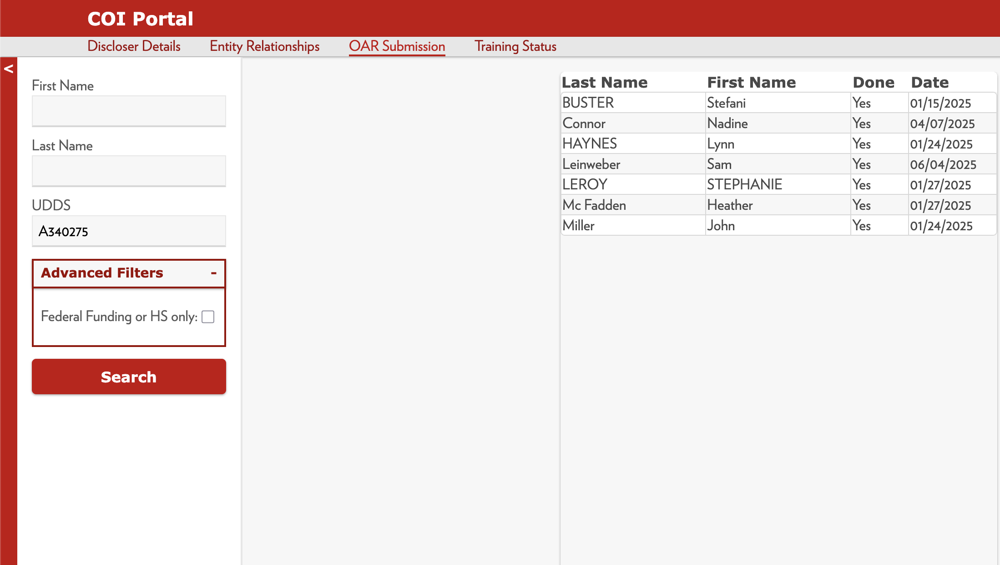 COI Portal
Discloser Details Entity Relationships OAR Submission Training Status
<
First Name
Last Name
UDDS
A340275
Advanced Filters -
Federal Funding or HS only:
Search
Last Name First Name Done Date
BUSTER Stefani Yes 01/15/2025
Connor Nadine Yes 04/07/2025
HAYNES Lynn Yes 01/24/2025
Leinweber Sam Yes 06/04/2025
LEROY STEPHANIE Yes 01/27/2025
Mc Fadden Heather Yes 01/27/2025
Miller John Yes 01/24/2025